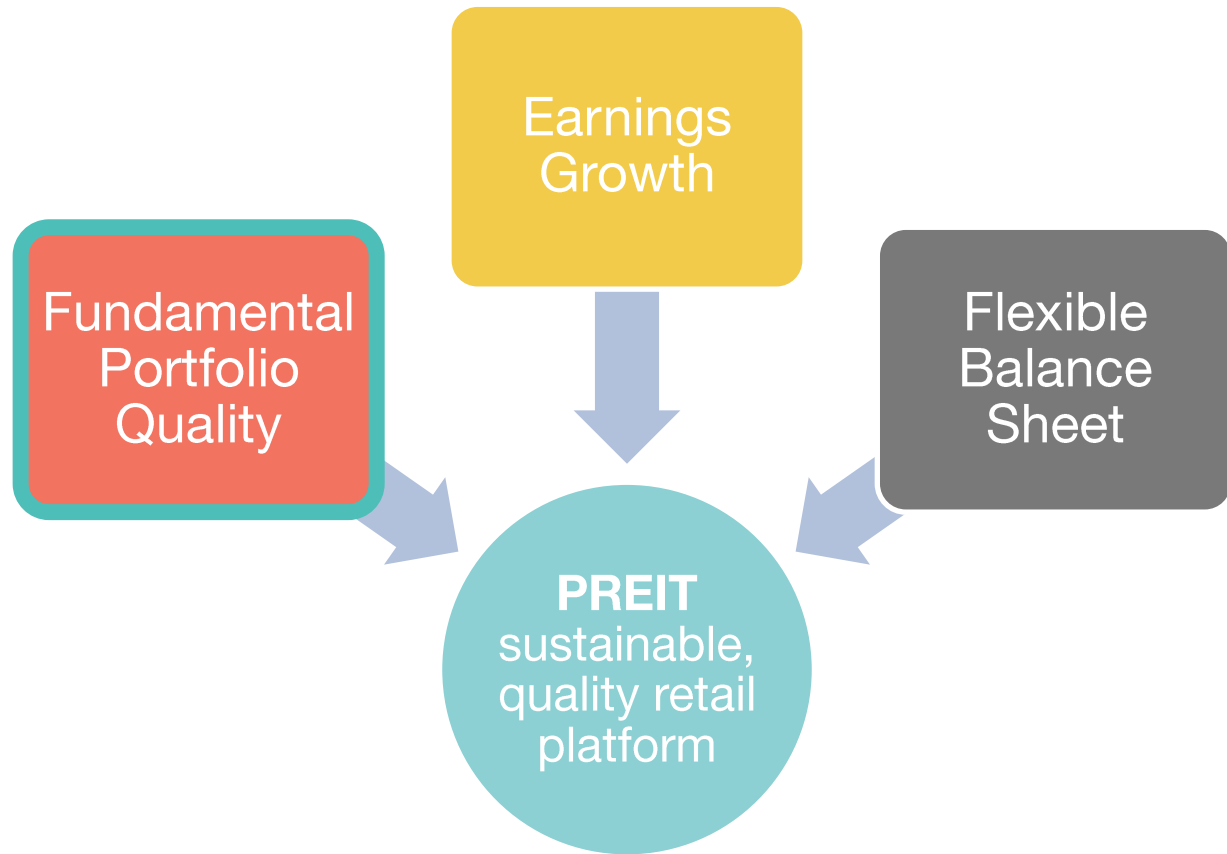 Earnings
Growth
Fundamental
Portfolio
Quality
Flexible
Balance
Sheet
PREIT
sustainable,
quality retail
platform